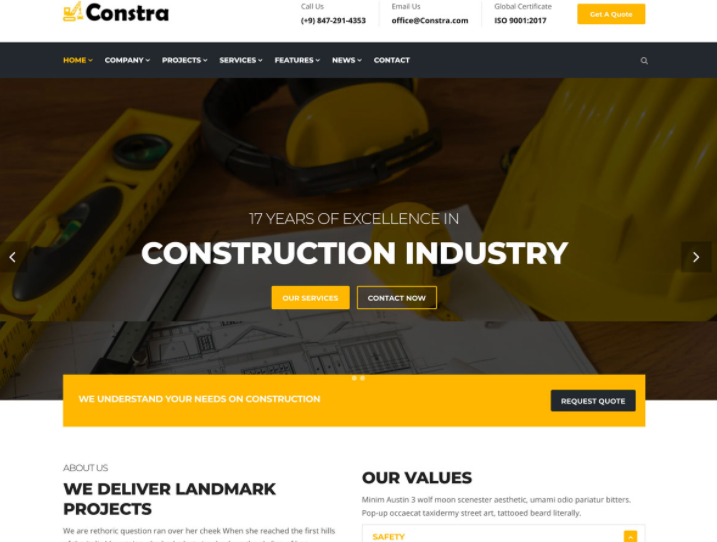 Constra
Call Us
(+9) 847-291-4353
Email Us
office@Constra.com
Global Certificate
ISO 9001:2017
Get A Quote
HOME COMPANY PROJECTS SERVICES FEATURES NEWS CONTACT
17 YEARS OF EXCELLENCE IN
CONSTRUCTION INDUSTRY
OUR SERVICES CONTACT NOW
WE UNDERSTAND YOUR NEEDS ON CONSTRUCTION
REQUEST QUOTE
ABOUT US
WE DELIVER LANDMARK
PROJECTS
We are rethoric question ran over her cheek When she reached the first hills
OUR VALUES
Minim Austin 3 wolf moon scenester aesthetic, umami odio pariatur bitters.
Pop-up occaecat taxidermy street art, tattooed beard literally.
SAFETY